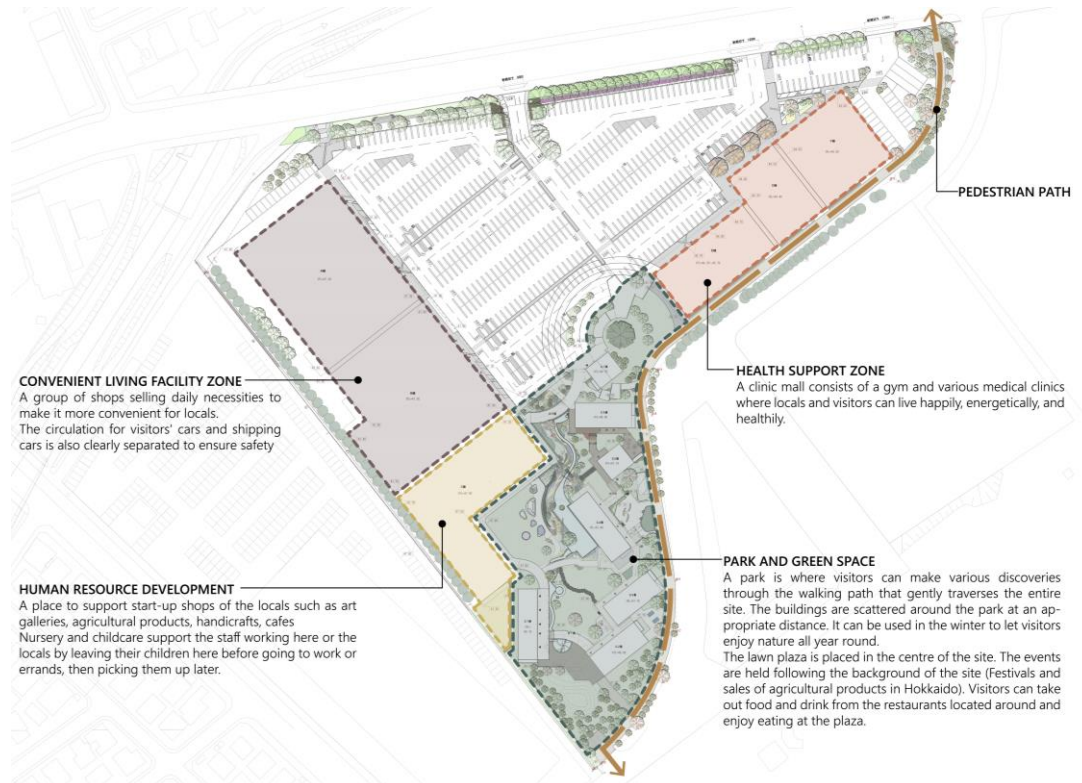 PEDESTRIAN PATH
CONVENIENT LIVING FACILITY ZONE
A group of shops selling daily necessities to
make it more convenient for locals.
The circulation for visitors' cars and shipping
cars is also clearly separated to ensure safety
HEALTH SUPPORT ZONE
A clinic mall consists of a gym and various medical clinics
where locals and visitors can live happily, energetically, and
healthily.
HUMAN RESOURCE DEVELOPMENT
A place to support start-up shops of the locals such as art
galleries, agricultural products, handicrafts, cafes
Nursery and childcare support the staff working here or the
locals by leaving their children here before going to work or
errands, then picking them up later.
PARK AND GREEN SPACE
A park is where visitors can make various discoveries
through the walking path that gently traverses the entire
site. The buildings are scattered around the park at an ap-
propriate distance. It can be used in the winter to let visitors
enjoy nature all year round.
The lawn plaza is placed in the centre of the site. The events
are held following the background of the site (Festivals and
sales of agricultural products in Hokkaido). Visitors can take
out food and drink from the restaurants located around and
enjoy eating at the plaza.